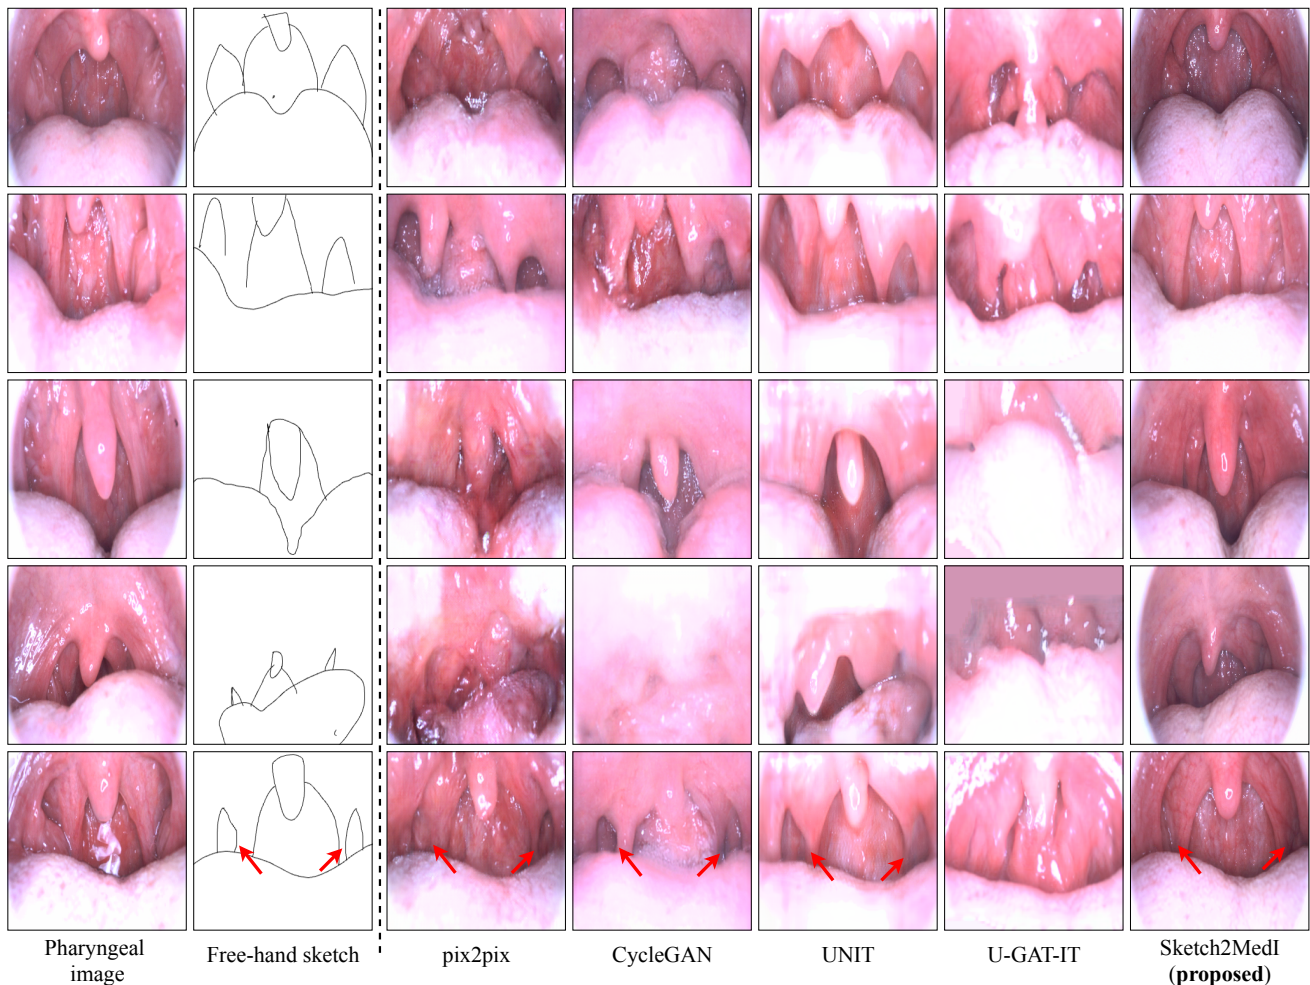 Pharyngeal
image
Free-hand sketch
pix2pix
CycleGAN
UNIT
U-GAT-IT
Sketch2MedI
(proposed)